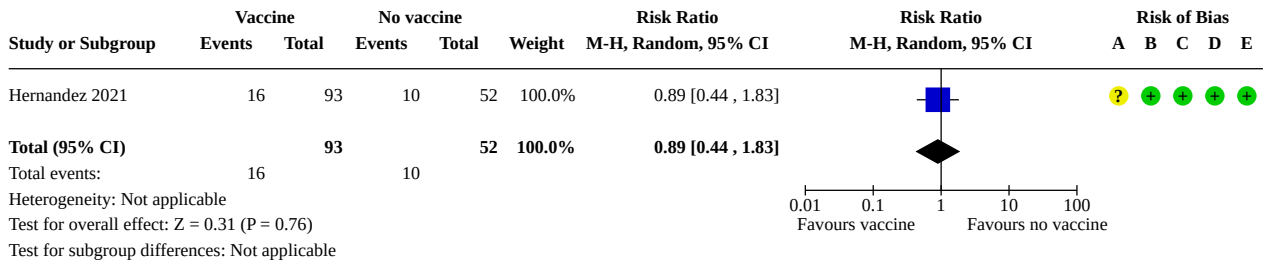 Vaccine No vaccine Risk Ratio Risk Ratio Risk of Bias
Study or Subgroup Events Total Events Total Weight M-H, Random, 95% CI M-H, Random, 95% CI A B C D E
Hernandez 2021 16 93 10 52 100.0% 0.89 [0.44 , 1.83] ? + + + +
Total (95% CI) 93 52 100.0% 0.89 [0.44 , 1.83]
Total events: 16 10
Heterogeneity: Not applicable
0.01 0.1 1 10 100
Test for overall effect: Z = 0.31 (P = 0.76) Favours vaccine Favours no vaccine
Test for subgroup differences: Not applicable